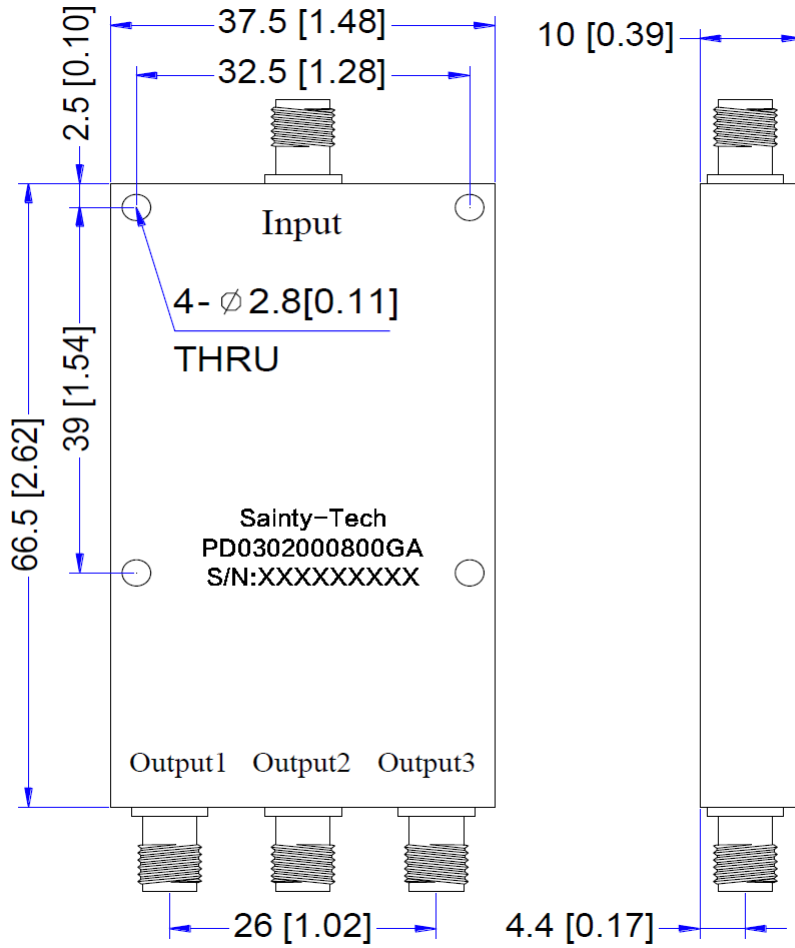 37.5 [1.48]
10 [0.39]
32.5 [1.28]
2.5 [0.10]
Input
4-∅2.8[0.11]
THRU
39 [1.54]
66.5 [2.62]
Sainty-Tech
PD0302000800GA
S/N:XXXXXXXXX
Output1 Output2 Output3
26 [1.02]
4.4 [0.17]